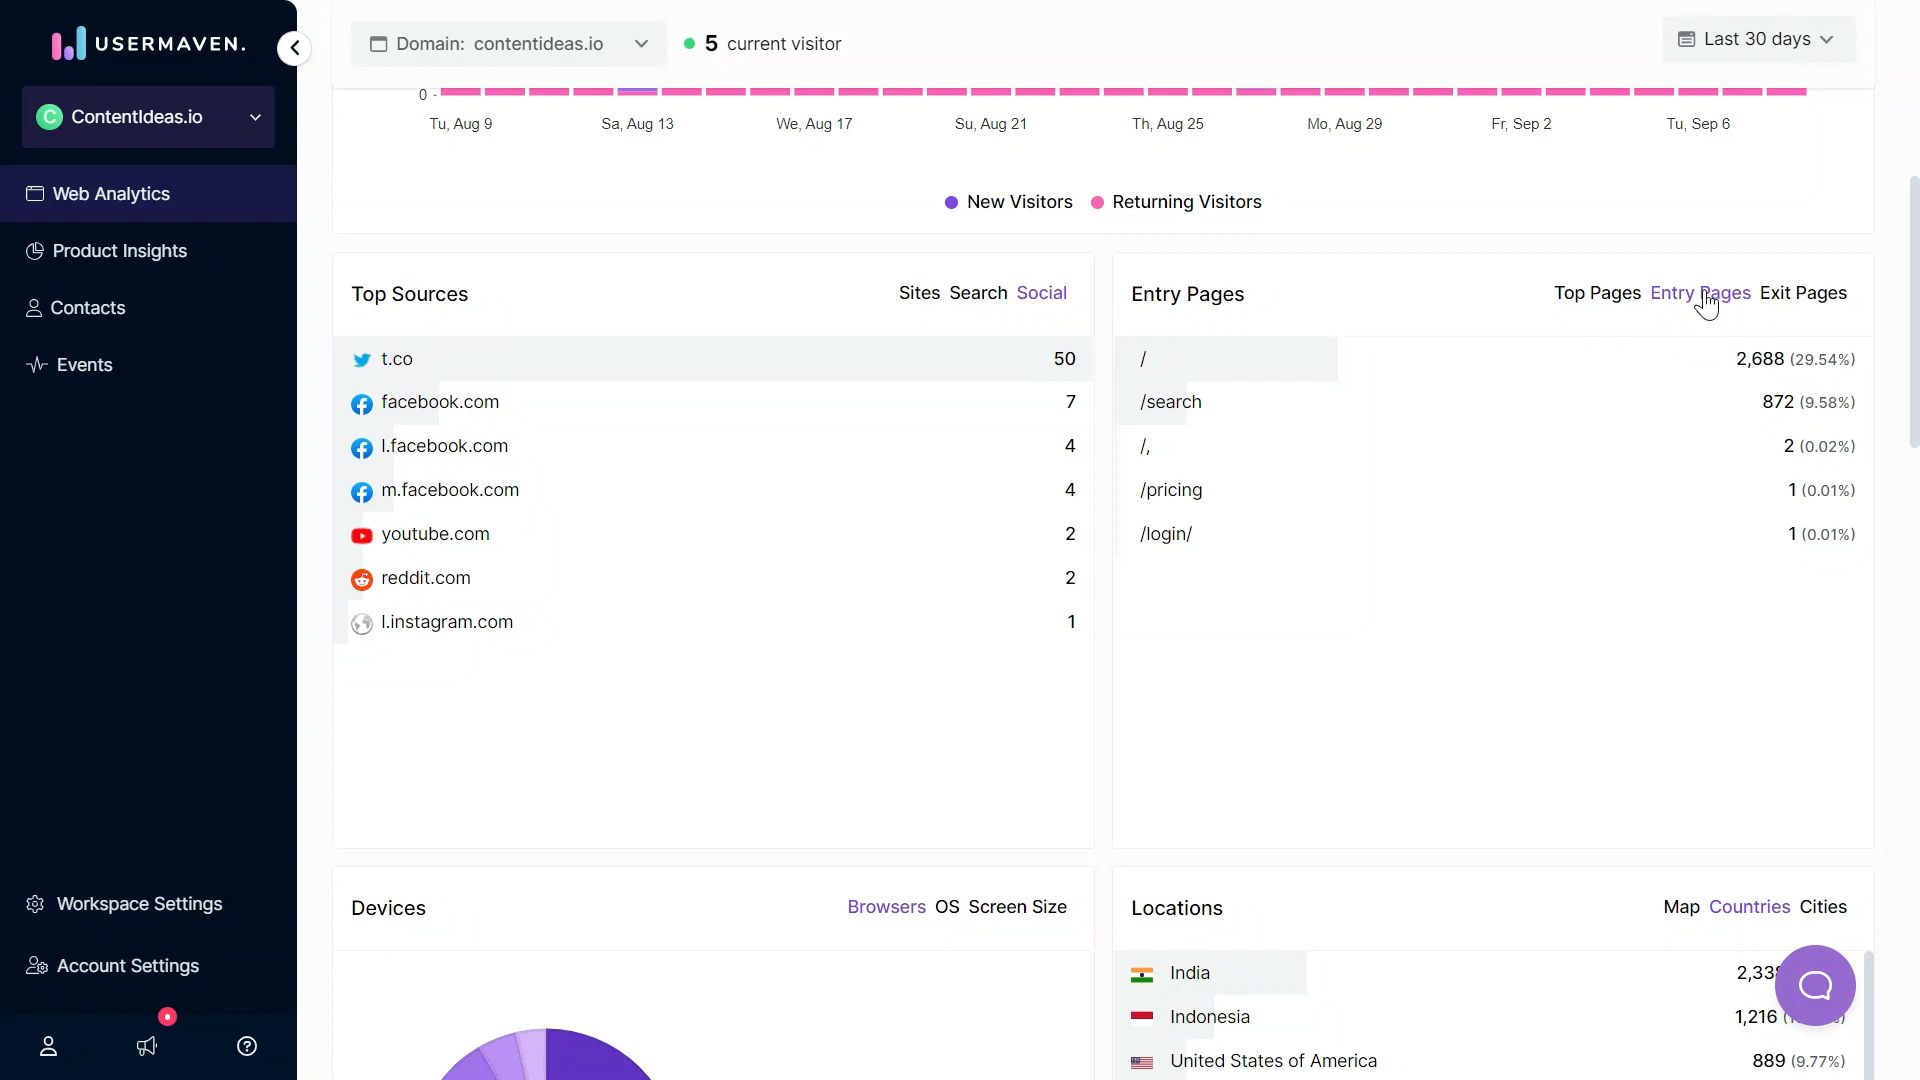 USERMAVEN.
C ContentIdeas.io
Web Analytics
Product Insights
Contacts
Events
Workspace Settings
Account Settings
Domain: contentideas.io
5 current visitor
Last 30 days
0
Tu, Aug 9
Sa, Aug 13
We, Aug 17
Su, Aug 21
Th, Aug 25
Mo, Aug 29
Fr, Sep 2
Tu, Sep 6
New Visitors
Returning Visitors
Top Sources
Sites Search Social
t.co 50
facebook.com 7
l.facebook.com 4
m.facebook.com 4
youtube.com 2
reddit.com 2
l.instagram.com 1
Entry Pages
Top Pages Entry Pages Exit Pages
/ 2,688 (29.54%)
/search 872 (9.58%)
/, 2 (0.02%)
/pricing 1 (0.01%)
/login/ 1 (0.01%)
Devices
Browsers OS Screen Size
Locations
Map Countries Cities
India
Indonesia 1,216
United States of America 889 (9.77%)